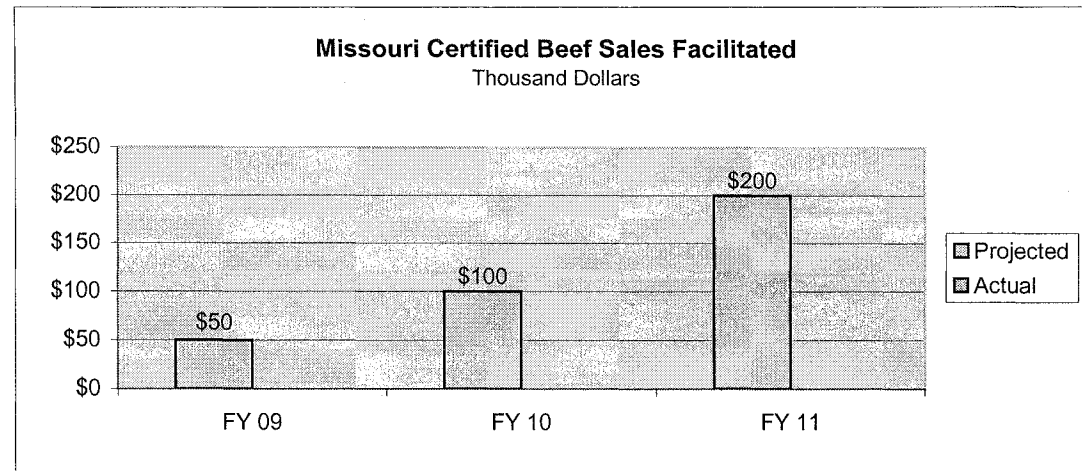 Missouri Certified Beef Sales Facilitated
Thousand Dollars
$250
$200
$150
$100
$50
$0
$50
$100
$200
FY 09
FY 10
FY 11
Projected
Actual